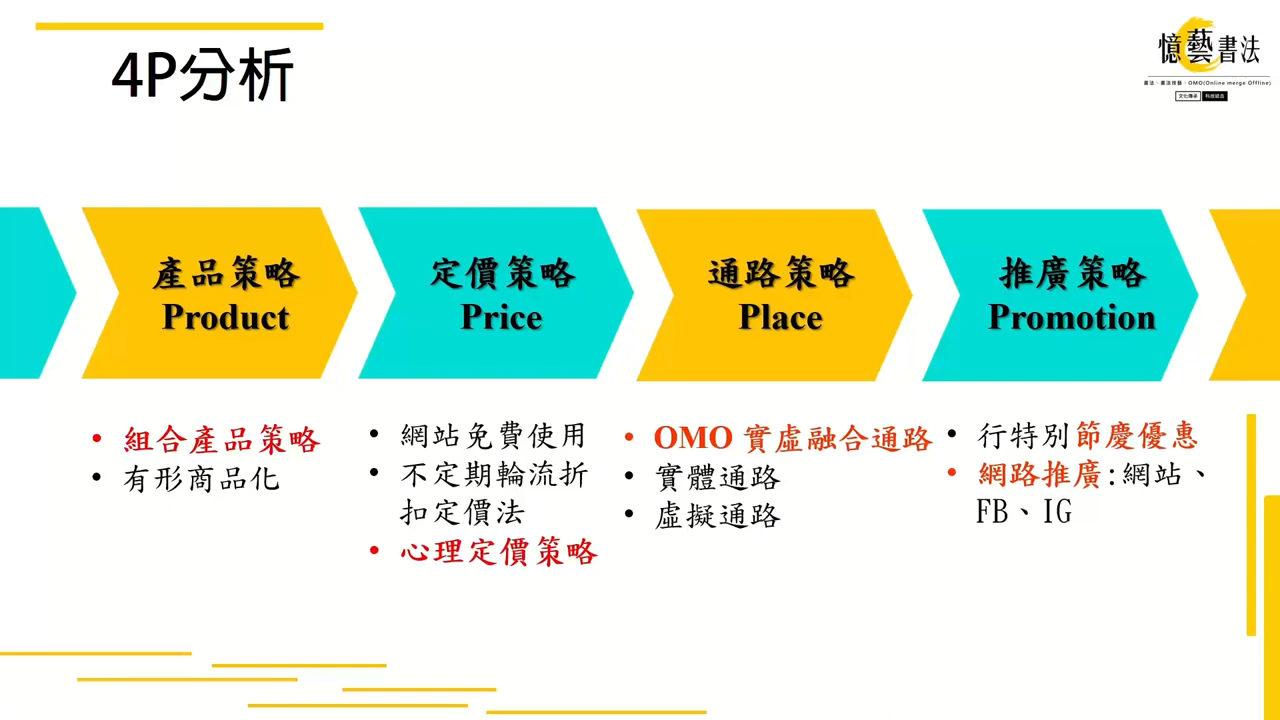 4P分析
憶藝書法
書法、書法技藝、OMO(Online merge Offline)
文化傳承 科技結合
產品策略
Product
定價策略
Price
通路策略
Place
推廣策略
Promotion
• 組合產品策略
• 有形商品化
• 網站免費使用
• 不定期輪流折
扣定價法
• 心理定價策略
• OMO 實虛融合通路
• 實體通路
• 虛擬通路
• 行特別節慶優惠
• 網路推廣:網站、
FB、IG